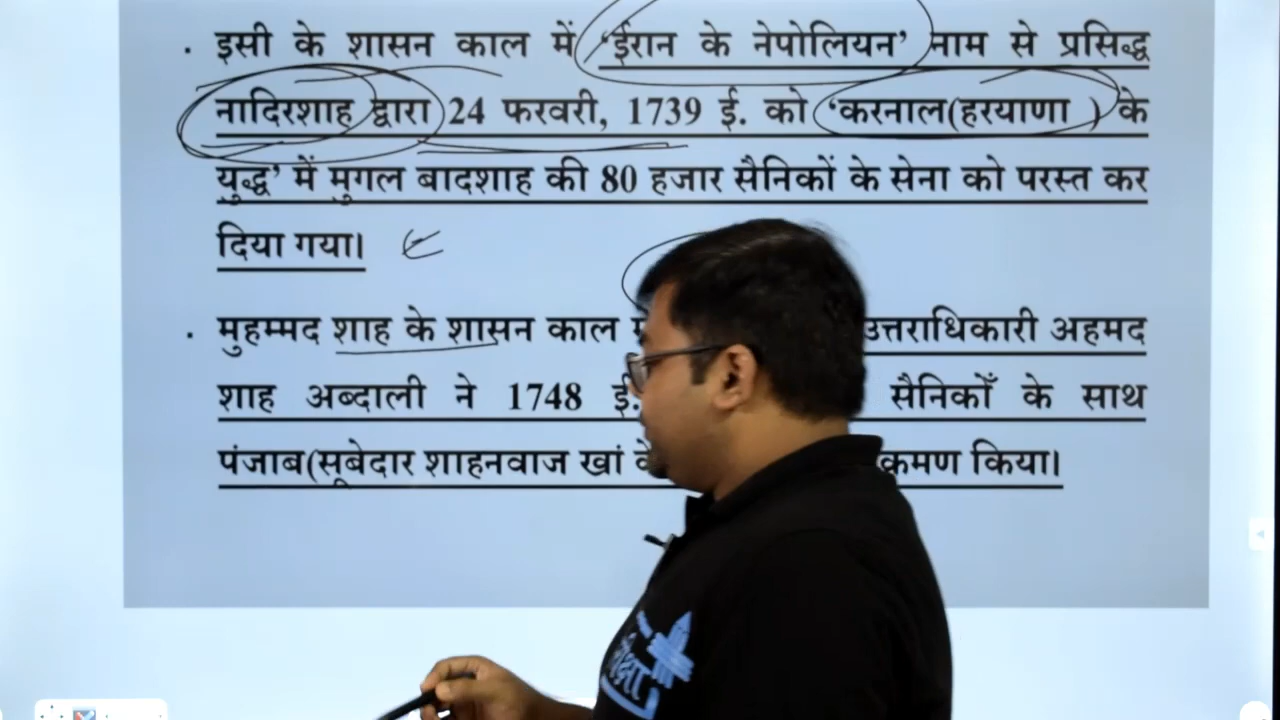 . इसी के शासन काल में ‘ईरान के नेपोलियन’ नाम से प्रसिद्ध
नादिरशाह द्वारा 24 फरवरी, 1739 ई. को ‘करनाल(हरयाणा ) के
युद्ध’ में मुगल बादशाह की 80 हजार सैनिकों के सेना को परस्त कर
दिया गया।
. मुहम्मद शाह के शासन काल उत्तराधिकारी अहमद
शाह अब्दाली ने 1748 ई. सैनिकोँ के साथ
पंजाब(सूबेदार शाहनवाज खां क्रमण किया।